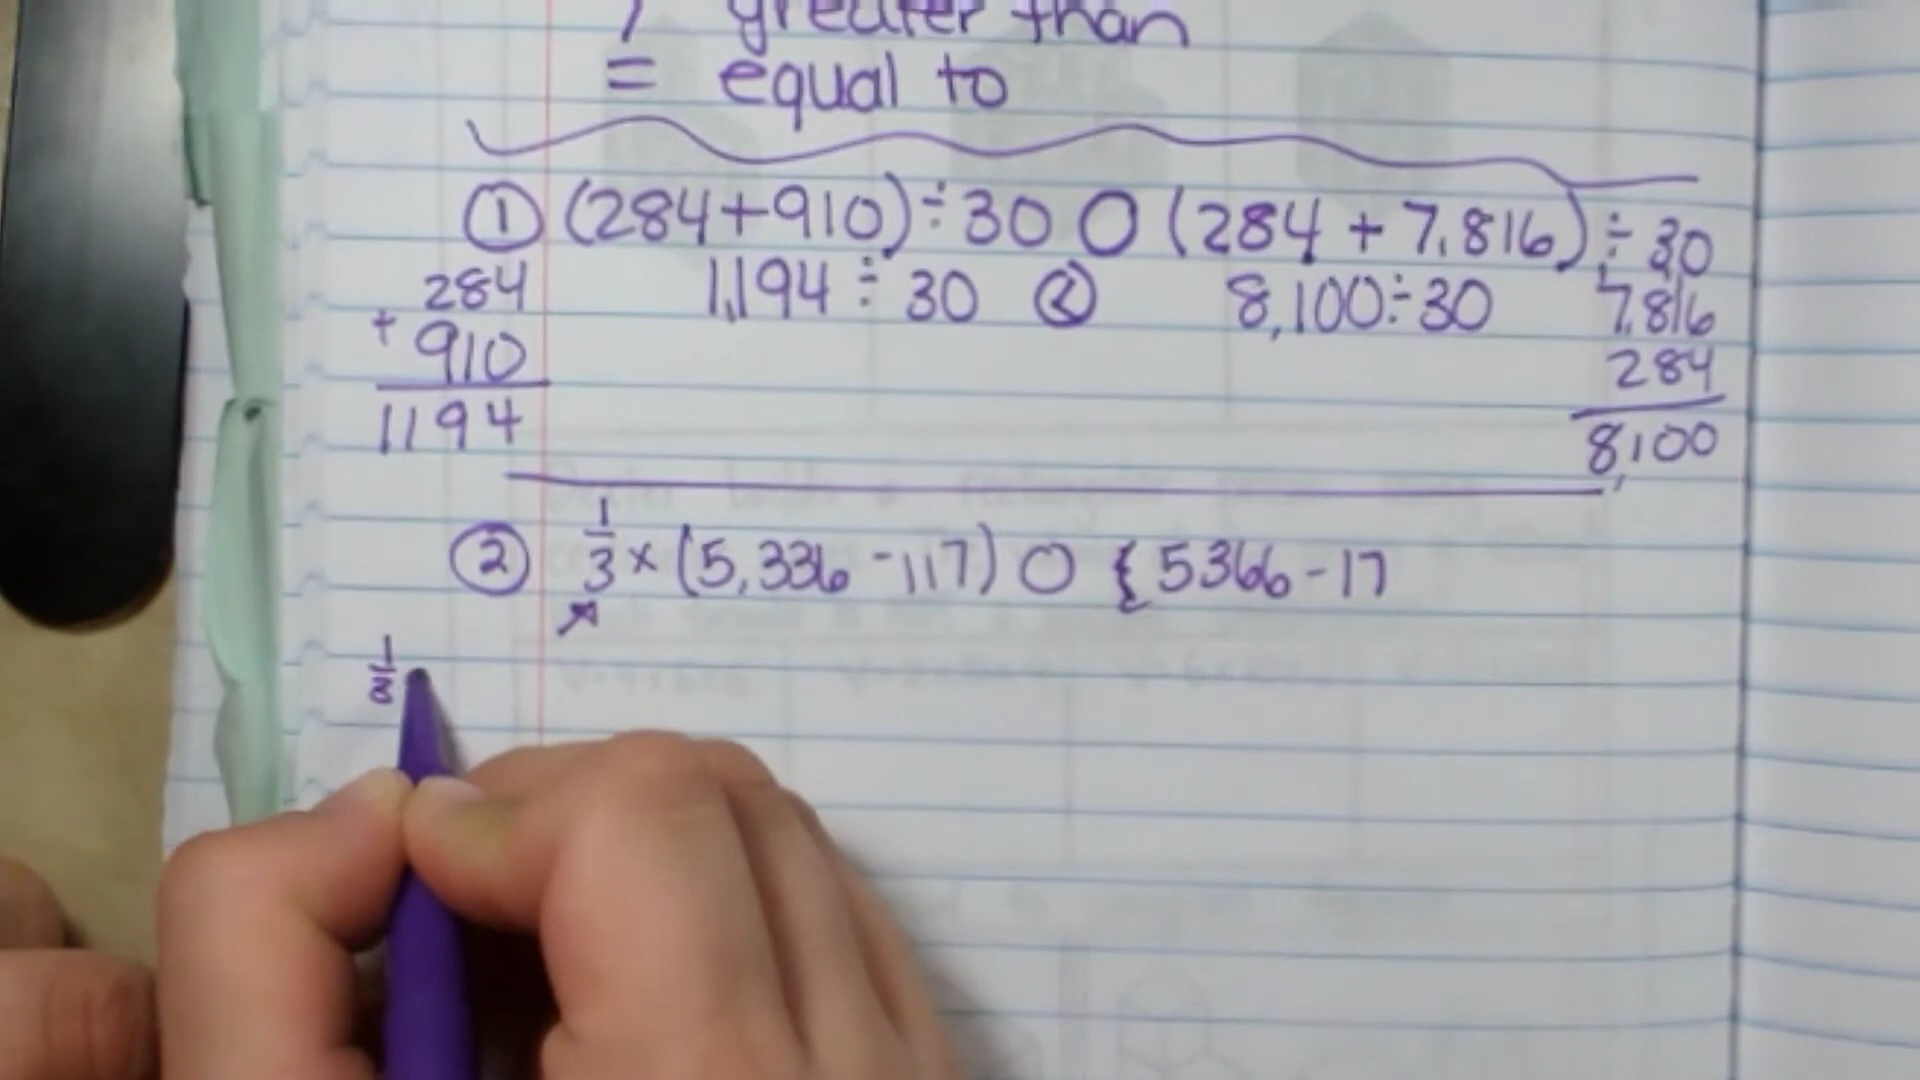 > greater than
= equal to
① (284+910)÷30 ○ (284 + 7,816) ÷ 30
284
+ 910
1194
1,194 ÷ 30 < 8,100÷30
7,816
284
8,100
② 1/3 × (5,336 - 117) ○ { 5366 - 17